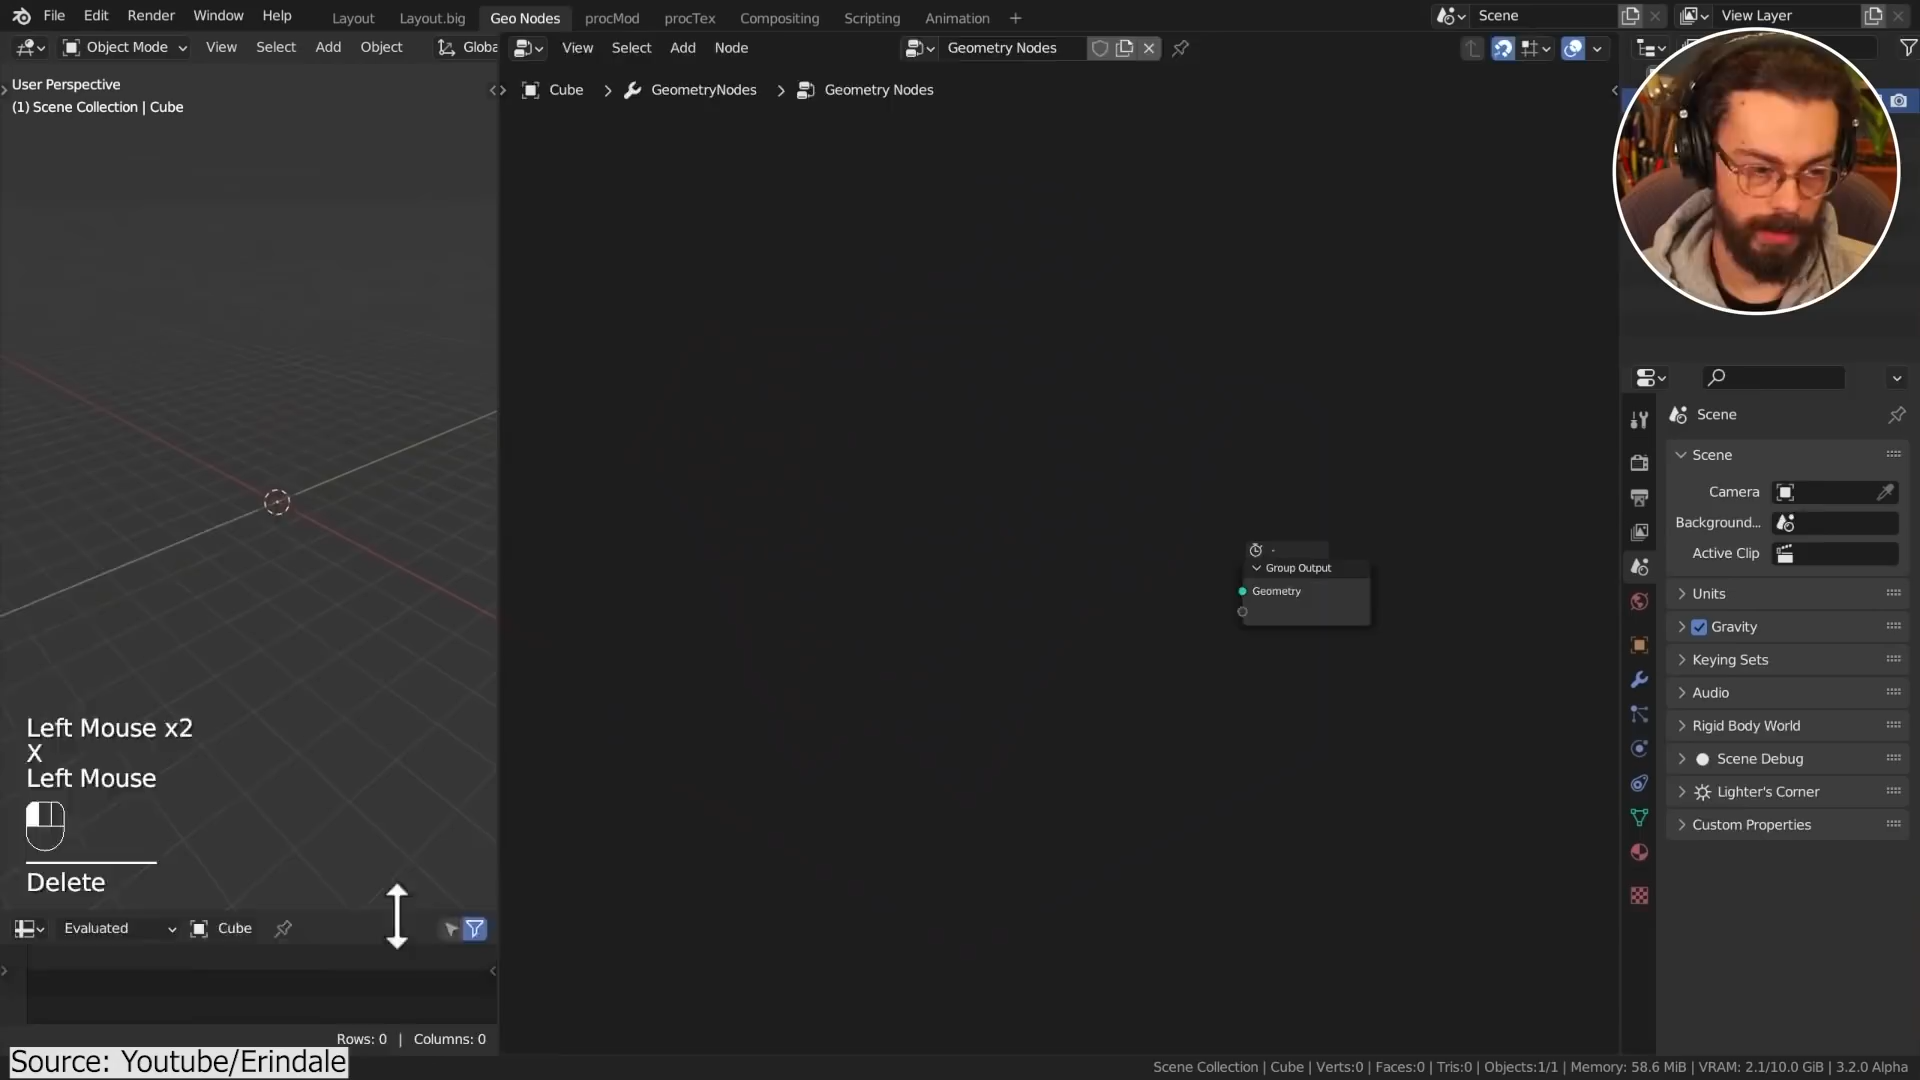 File Edit Render Window Help
Layout Layout.big Geo Nodes procMod procTex Compositing Scripting Animation +
Scene
View Layer
Object Mode View Select Add Object Globa
View Select Add Node
Geometry Nodes
User Perspective
(1) Scene Collection | Cube
Cube > GeometryNodes > Geometry Nodes
Scene
Scene
Camera
Background...
Active Clip
-
Group Output
Geometry
Units
Gravity
Keying Sets
Audio
Rigid Body World
Scene Debug
Lighter's Corner
Custom Properties
Left Mouse x2
X
Left Mouse
Delete
Evaluated Cube
Rows: 0 | Columns: 0
Source: Youtube/Erindale
Scene Collection | Cube | Verts:0 | Faces:0 | Tris:0 | Objects:1/1 | Memory: 58.6 MiB | VRAM: 2.1/10.0 GiB | 3.2.0 Alpha